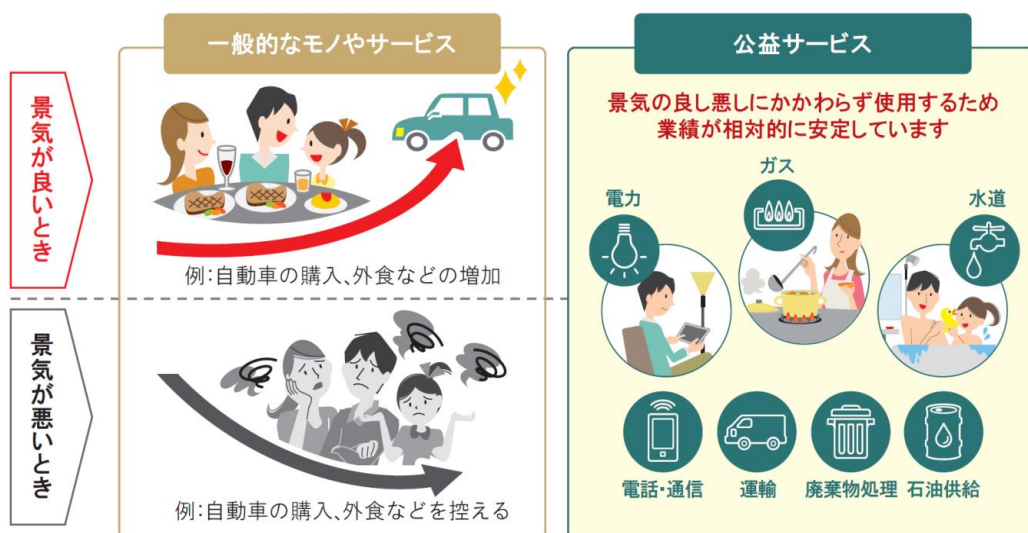 一般的なモノやサービス
公益サービス
景気が良いとき
例:自動車の購入、外食などの増加
景気が悪いとき
例:自動車の購入、外食などを控える
景気の良し悪しにかかわらず使用するため
業績が相対的に安定しています
電力
ガス
水道
電話・通信
運輸
廃棄物処理
石油供給